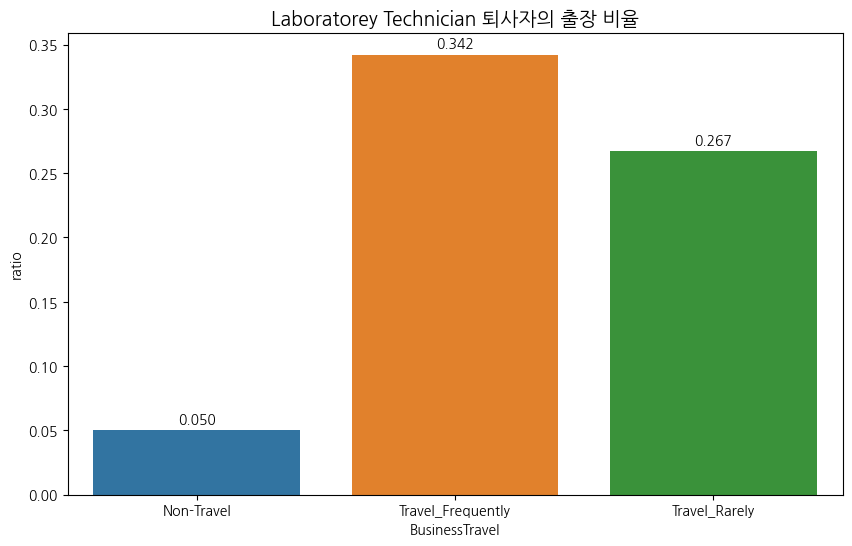 Laboratorey Technician 퇴사자의 출장 비율
0.35
0.30
0.25
0.20
0.15
0.10
0.05
0.00
ratio
0.050
0.342
0.267
Non-Travel
Travel_Frequently
Travel_Rarely
BusinessTravel